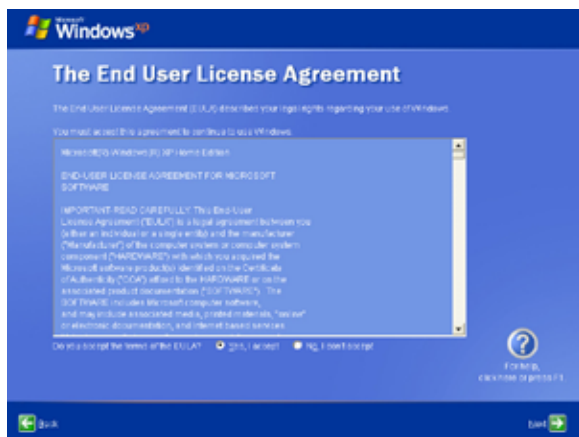 Microsoft
Windows xp
The End User License Agreement
The End User License Agreement (EULA) describes your legal rights regarding your use of Windows.
You must accept this agreement to continue to use Windows.
Microsoft(R) Windows(R) XP Home Edition
END-USER LICENSE AGREEMENT FOR MICROSOFT
SOFTWARE
IMPORTANT-READ CAREFULLY: This End-User
License Agreement ("EULA") is a legal agreement between you
(either an individual or a single entity) and the manufacturer
("Manufacturer") of the computer system or computer system
component ("HARDWARE") with which you acquired the
Microsoft software product(s) identified on the Certificate
of Authenticity ("COA") affixed to the HARDWARE or on the
associated product documentation ("SOFTWARE"). The
SOFTWARE includes Microsoft computer software,
and may include associated media, printed materials, "online"
or electronic documentation, and internet based services
Do you accept the terms of the EULA? Yes, I accept No, I don't accept
For help,
click here or press F1.
Back
Next